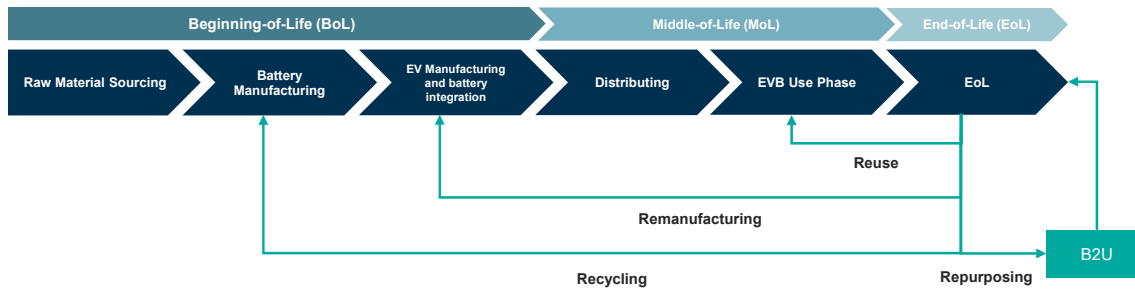 Beginning-of-Life (BoL)
Middle-of-Life (MoL)
End-of-Life (EoL)
Raw Material Sourcing
Battery
Manufacturing
EV Manufacturing
and battery
integration
Distributing
EVB Use Phase
EoL
Reuse
Remanufacturing
B2U
Recycling
Repurposing